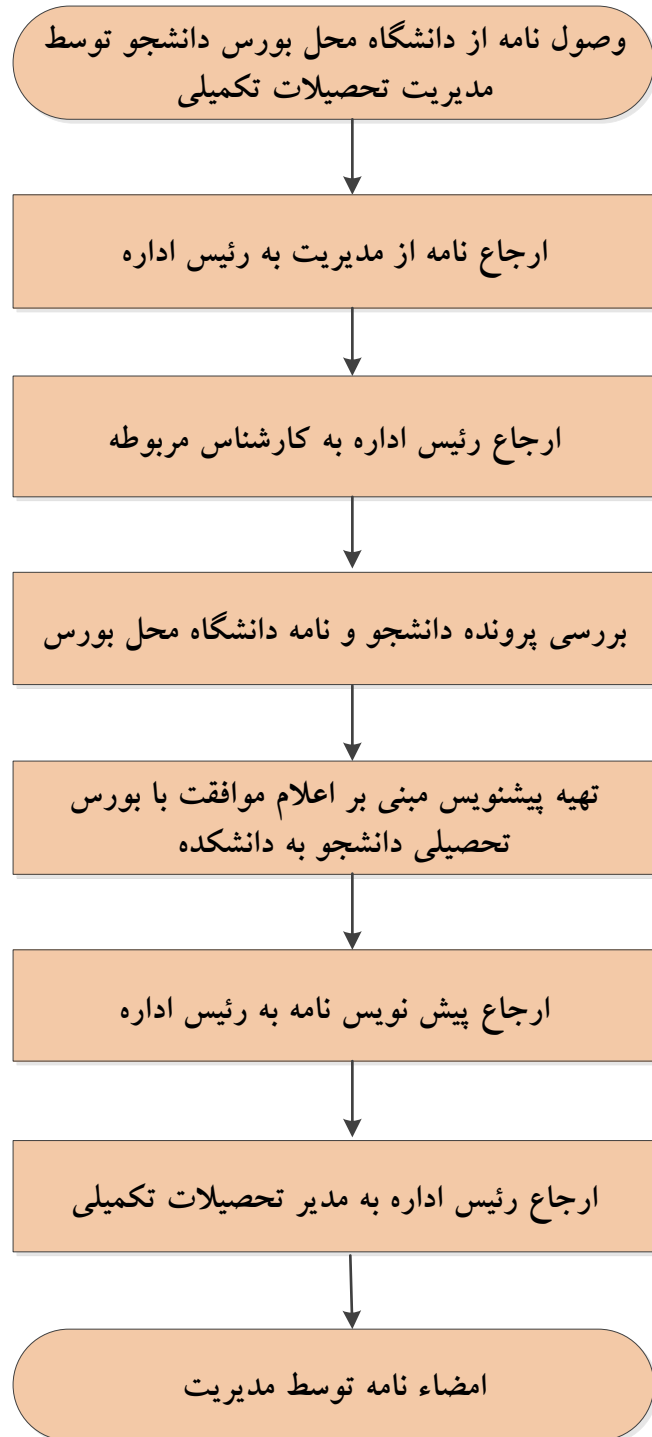 وصول نامه از دانشگاه محل بورس دانشجو توسط
مدیریت تحصیلات تکمیلی
ارجاع نامه از مدیریت به رئیس اداره
ارجاع رئیس اداره به کارشناس مربوطه
بررسی پرونده دانشجو و نامه دانشگاه محل بورس
تهیه پیشنویس مبنی بر اعلام موافقت با بورس
تحصیلی دانشجو به دانشکده
ارجاع پیش نویس نامه به رئیس اداره
ارجاع رئیس اداره به مدیر تحصیلات تکمیلی
امضاء نامه توسط مدیریت